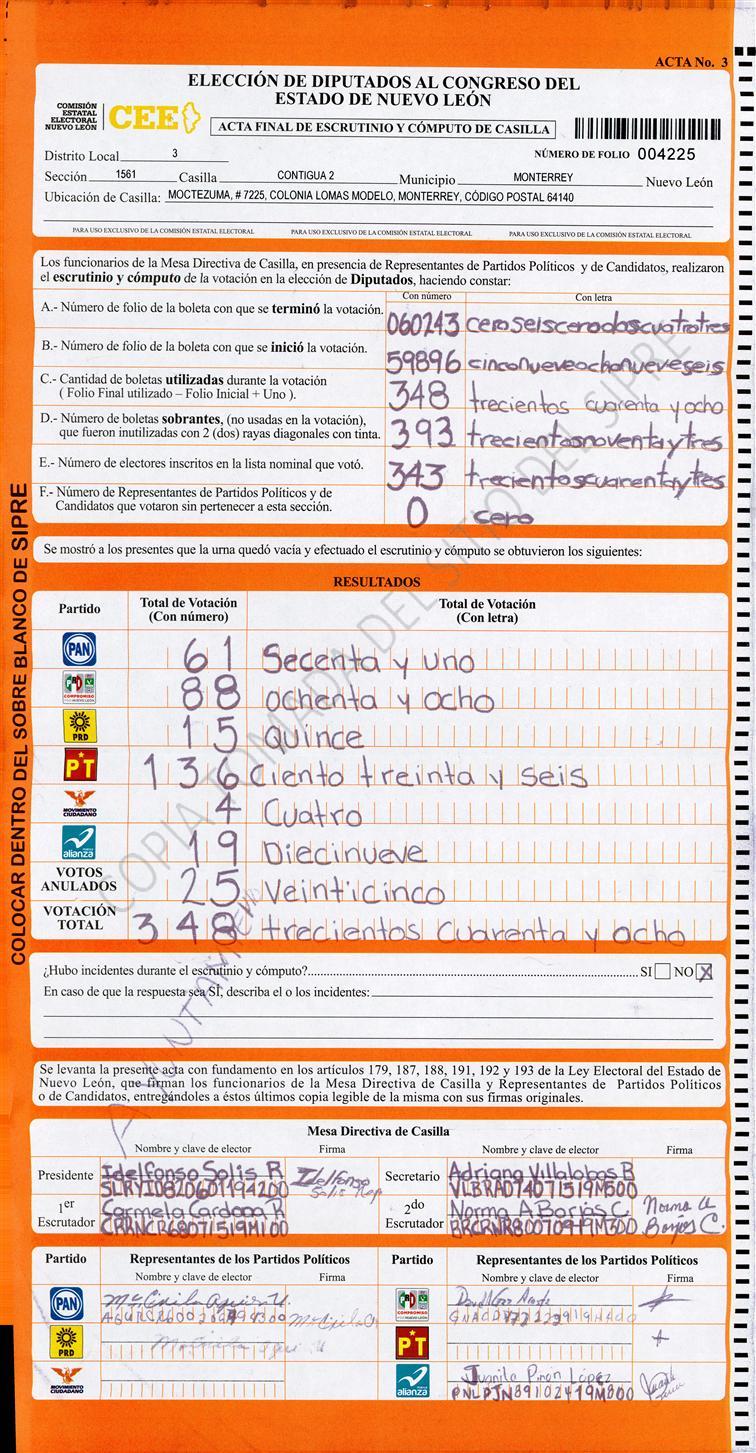 ACTA No. 3
ELECCIÓN DE DIPUTADOS AL CONGRESO DEL
ESTADO DE NUEVO LEÓN
COMISIÓN
ESTATAL
ELECTORAL
NUEVO LEÓN
CEE
ACTA FINAL DE ESCRUTINIO Y CÓMPUTO DE CASILLA
Distrito Local 3 NÚMERO DE FOLIO 004225
Sección 1561 Casilla CONTIGUA 2 Municipio MONTERREY Nuevo León
Ubicación de Casilla: MOCTEZUMA, # 7225, COLONIA LOMAS MODELO, MONTERREY, CÓDIGO POSTAL 64140
PARA USO EXCLUSIVO DE LA COMISIÓN ESTATAL ELECTORAL PARA USO EXCLUSIVO DE LA COMISIÓN ESTATAL ELECTORAL PARA USO EXCLUSIVO DE LA COMISIÓN ESTATAL ELECTORAL
Los funcionarios de la Mesa Directiva de Casilla, en presencia de Representantes de Partidos Políticos y de Candidatos, realizaron
el escrutinio y cómputo de la votación en la elección de Diputados, haciendo constar:
Con número Con letra
A.- Número de folio de la boleta con que se terminó la votación. 060243 ceroseiscerodoscuatrotres
B.- Número de folio de la boleta con que se inició la votación. 59896 cinconueveochonueveseis
C.- Cantidad de boletas utilizadas durante la votación
( Folio Final utilizado – Folio Inicial + Uno ). 348 trecientos cuarenta y ocho
D.- Número de boletas sobrantes, (no usadas en la votación),
que fueron inutilizadas con 2 (dos) rayas diagonales con tinta. 393 trecientosnoventaytres
E.- Número de electores inscritos en la lista nominal que votó. 343 trecientoscuarentaytres
F.- Número de Representantes de Partidos Políticos y de
Candidatos que votaron sin pertenecer a esta sección. 0 cero
Se mostró a los presentes que la urna quedó vacía y efectuado el escrutinio y cómputo se obtuvieron los siguientes:
RESULTADOS
Partido Total de Votación Total de Votación
(Con número) (Con letra)
PAN 61 Secenta y uno
PRI COMPROMISO POR NUEVO LEÓN 88 ochenta y ocho
PRD 15 Quince
PT 136 Ciento treinta y seis
MOVIMIENTO CIUDADANO 4 Cuatro
alianza 19 Diecinueve
VOTOS
ANULADOS 25 Veinticinco
VOTACIÓN
TOTAL 348 trecientos cuarenta y ocho
¿Hubo incidentes durante el escrutinio y cómputo? SI NO X
En caso de que la respuesta sea SÍ, describa el o los incidentes:
Se levanta la presente acta con fundamento en los artículos 179, 187, 188, 191, 192 y 193 de la Ley Electoral del Estado de
Nuevo León, que firman los funcionarios de la Mesa Directiva de Casilla y Representantes de Partidos Políticos
o de Candidatos, entregándoles a éstos últimos copia legible de la misma con sus firmas originales.
Mesa Directiva de Casilla
Nombre y clave de elector Firma Nombre y clave de elector Firma
Presidente Idelfonso Solis R Idelfonso Secretario Adriana Villalobos R
1er
Escrutador Carmela Cardona R
2do
Escrutador Norma A Borjas C. Norma A Borjas C.
Partido Representantes de los Partidos Políticos Partido Representantes de los Partidos Políticos
Nombre y clave de elector Firma Nombre y clave de elector Firma
PAN
PRI COMPROMISO POR NUEVO LEÓN
PRD
PT
MOVIMIENTO CIUDADANO
alianza Juanita Piron López
COLOCAR DENTRO DEL SOBRE BLANCO DE SIPRE
COPIA TOMADA DEL SITIO DEL SIPRE